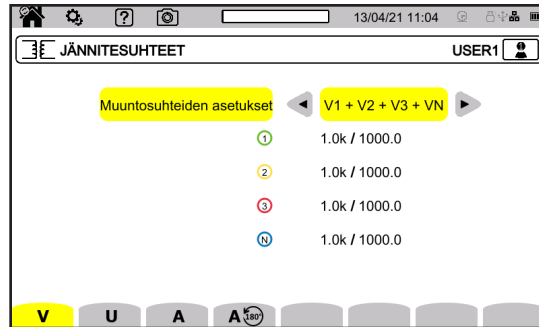 13/04/21 11:04
JÄNNITESUHTEET USER1
Muuntosuhteiden asetukset V1 + V2 + V3 + VN
1 1.0k / 1000.0
2 1.0k / 1000.0
3 1.0k / 1000.0
N 1.0k / 1000.0
V U A A 180°